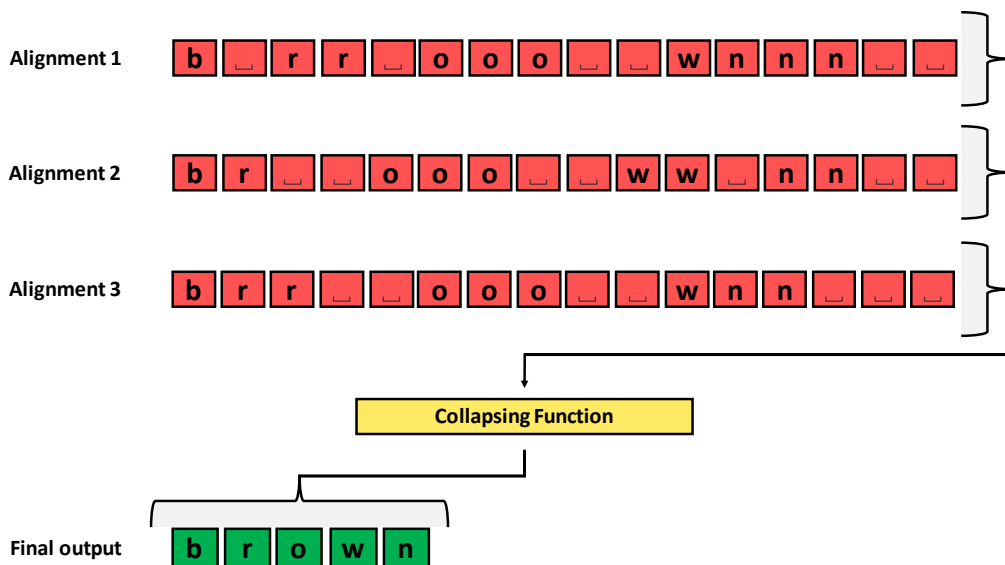 Alignment 1 b ␣ r r ␣ o o o ␣ ␣ w n n n ␣ ␣
Alignment 2 b r ␣ ␣ o o o ␣ ␣ w w ␣ n n ␣ ␣
Alignment 3 b r r ␣ ␣ o o o ␣ ␣ w n n ␣ ␣ ␣
Collapsing Function
Final output b r o w n